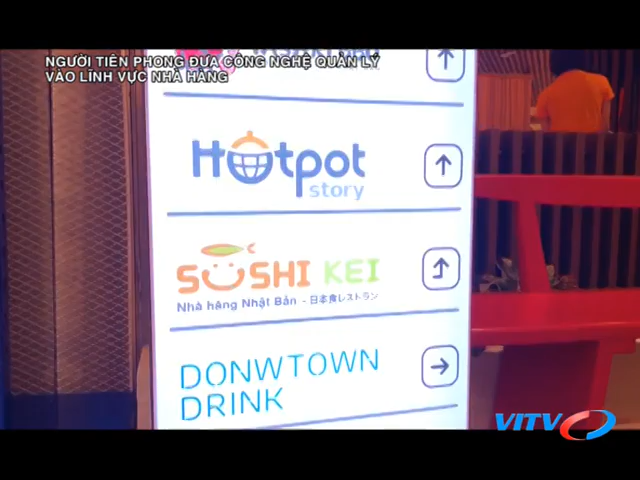 NGƯỜI TIÊN PHONG ĐƯA CÔNG NGHỆ QUẢN LÝ
VÀO LĨNH VỰC NHÀ HÀNG
Hotpot
story
SUSHI KEI
Nhà hàng Nhật Bản - 日本食レストラン
DONWTOWN
DRINK
VITV